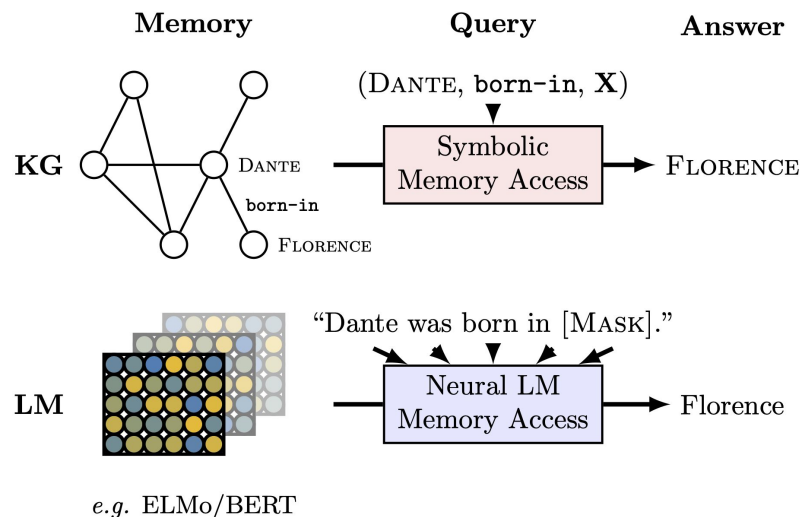 Memory Query Answer
(DANTE, born-in, X)
KG
DANTE
born-in
FLORENCE
Symbolic
Memory Access
FLORENCE
“Dante was born in [MASK].”
LM
Neural LM
Memory Access
Florence
e.g. ELMo/BERT